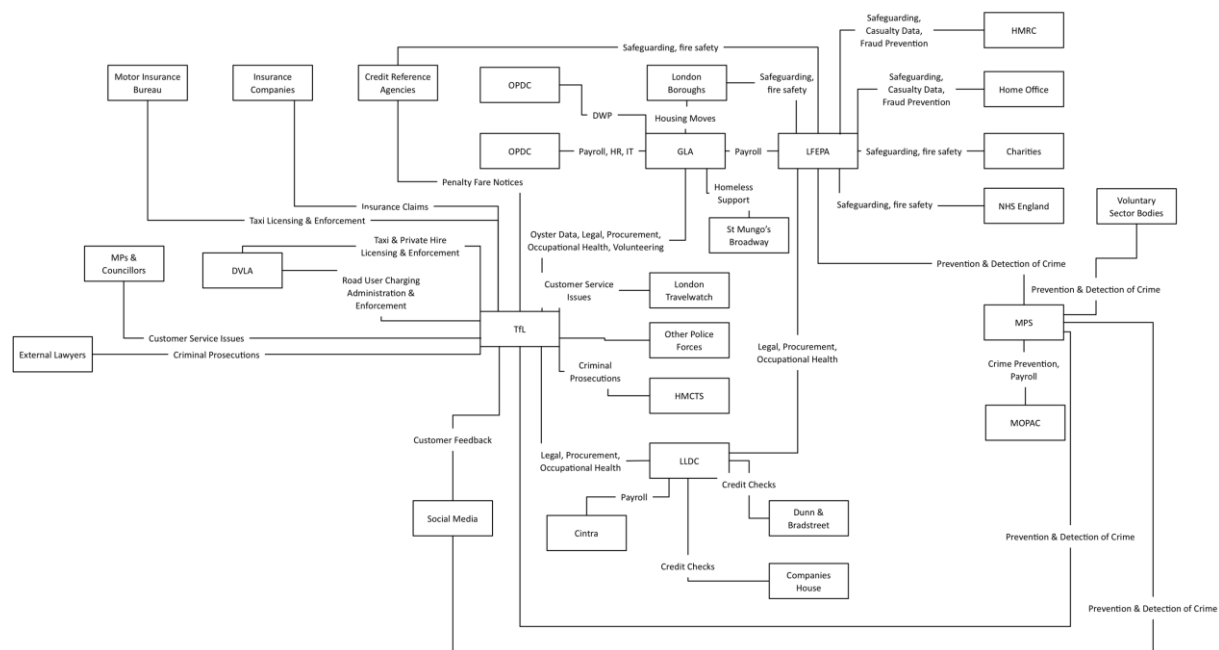 Safeguarding,
Casualty Data,
Fraud Prevention
HMRC
Safeguarding, fire safety
Motor Insurance
Bureau
Insurance
Companies
Credit Reference
Agencies
OPDC
London
Boroughs
Safeguarding,
fire safety
Safeguarding,
Casualty Data,
Fraud Prevention
Home Office
DWP
Housing Moves
OPDC
Payroll, HR, IT
GLA
Payroll
LFEPA
Safeguarding, fire safety
Charities
Penalty Fare Notices
Homeless
Support
Insurance Claims
Safeguarding, fire safety
NHS England
Voluntary
Sector Bodies
Taxi Licensing & Enforcement
St Mungo's
Broadway
Taxi & Private Hire
Licensing & Enforcement
Oyster Data, Legal, Procurement,
Occupational Health, Volunteering
MPs &
Councillors
DVLA
Prevention & Detection of Crime
Road User Charging
Administration &
Enforcement
Customer Service
Issues
London
Travelwatch
Prevention & Detection of Crime
TfL
MPS
Customer Service Issues
Other Police
Forces
External Lawyers
Criminal Prosecutions
Legal, Procurement,
Occupational Health
Criminal
Prosecutions
Crime Prevention,
Payroll
HMCTS
MOPAC
Customer Feedback
Legal, Procurement,
Occupational Health
LLDC
Credit Checks
Payroll
Social Media
Cintra
Dunn &
Bradstreet
Prevention & Detection of Crime
Credit Checks
Companies
House
Prevention & Detection of Crime